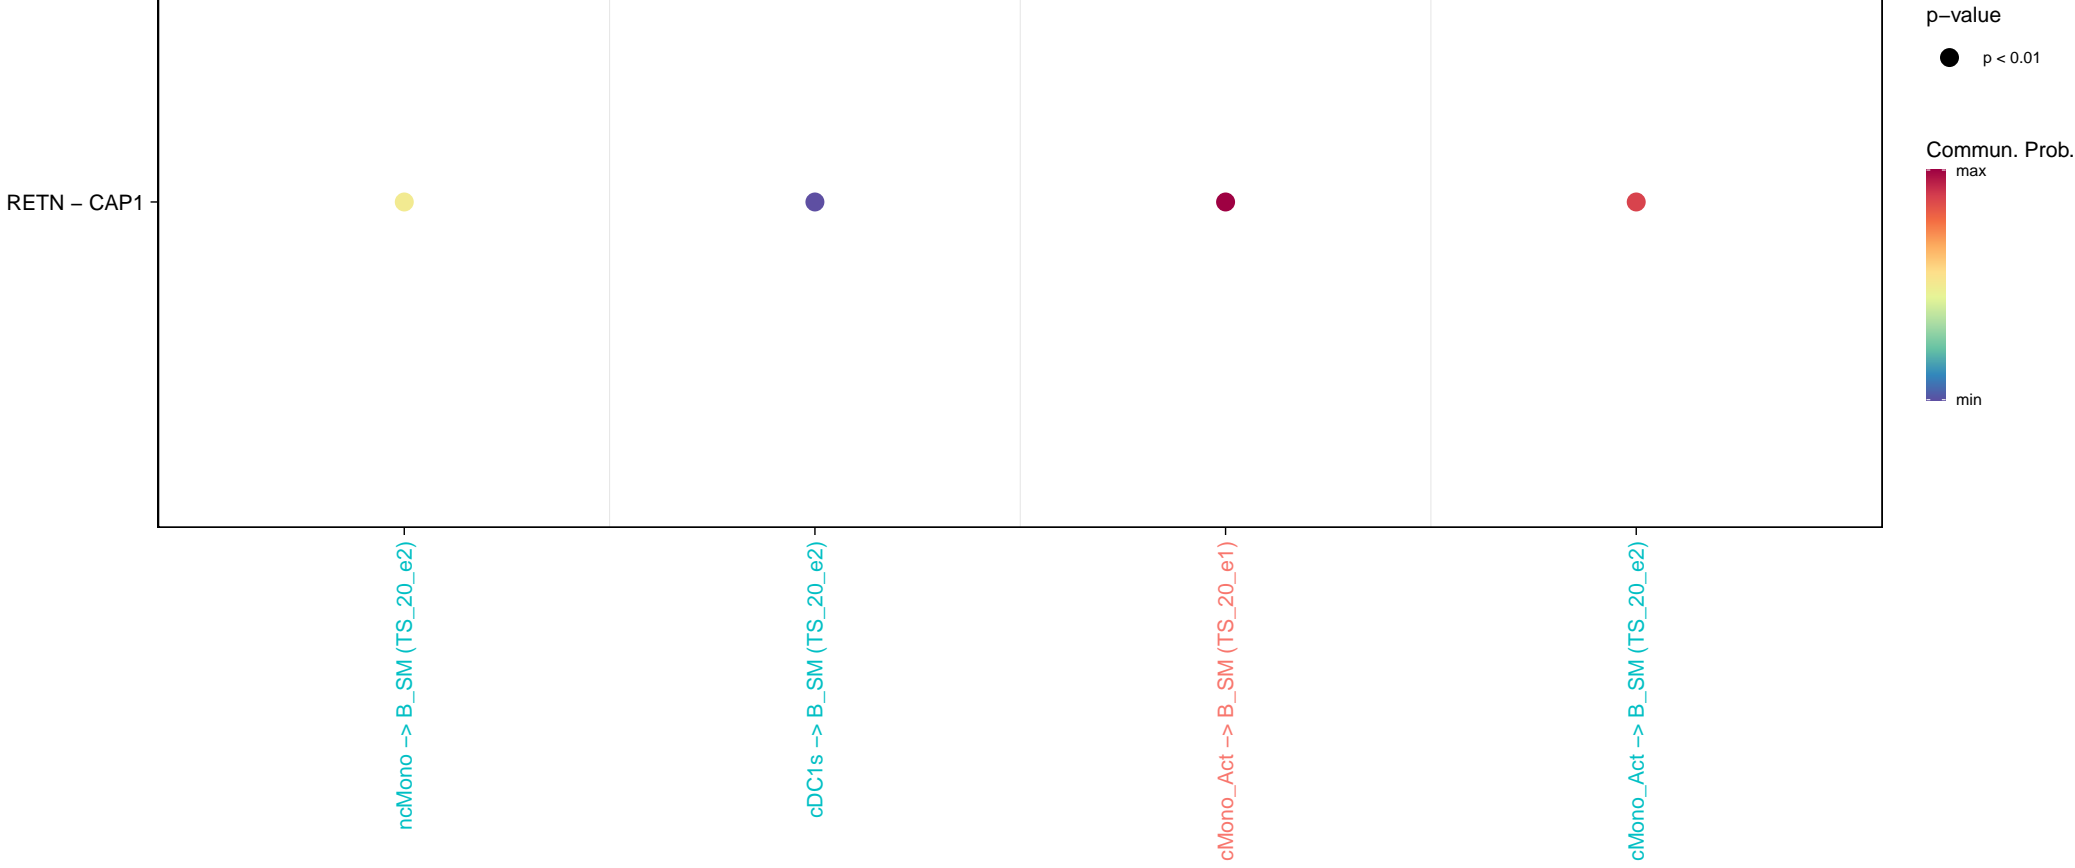 p−value
p < 0.01
Commun. Prob.
max
min
RETN − CAP1
ncMono −> B_SM (TS_20_e2)
cDC1s −> B_SM (TS_20_e2)
cMono_Act −> B_SM (TS_20_e1)
cMono_Act −> B_SM (TS_20_e2)